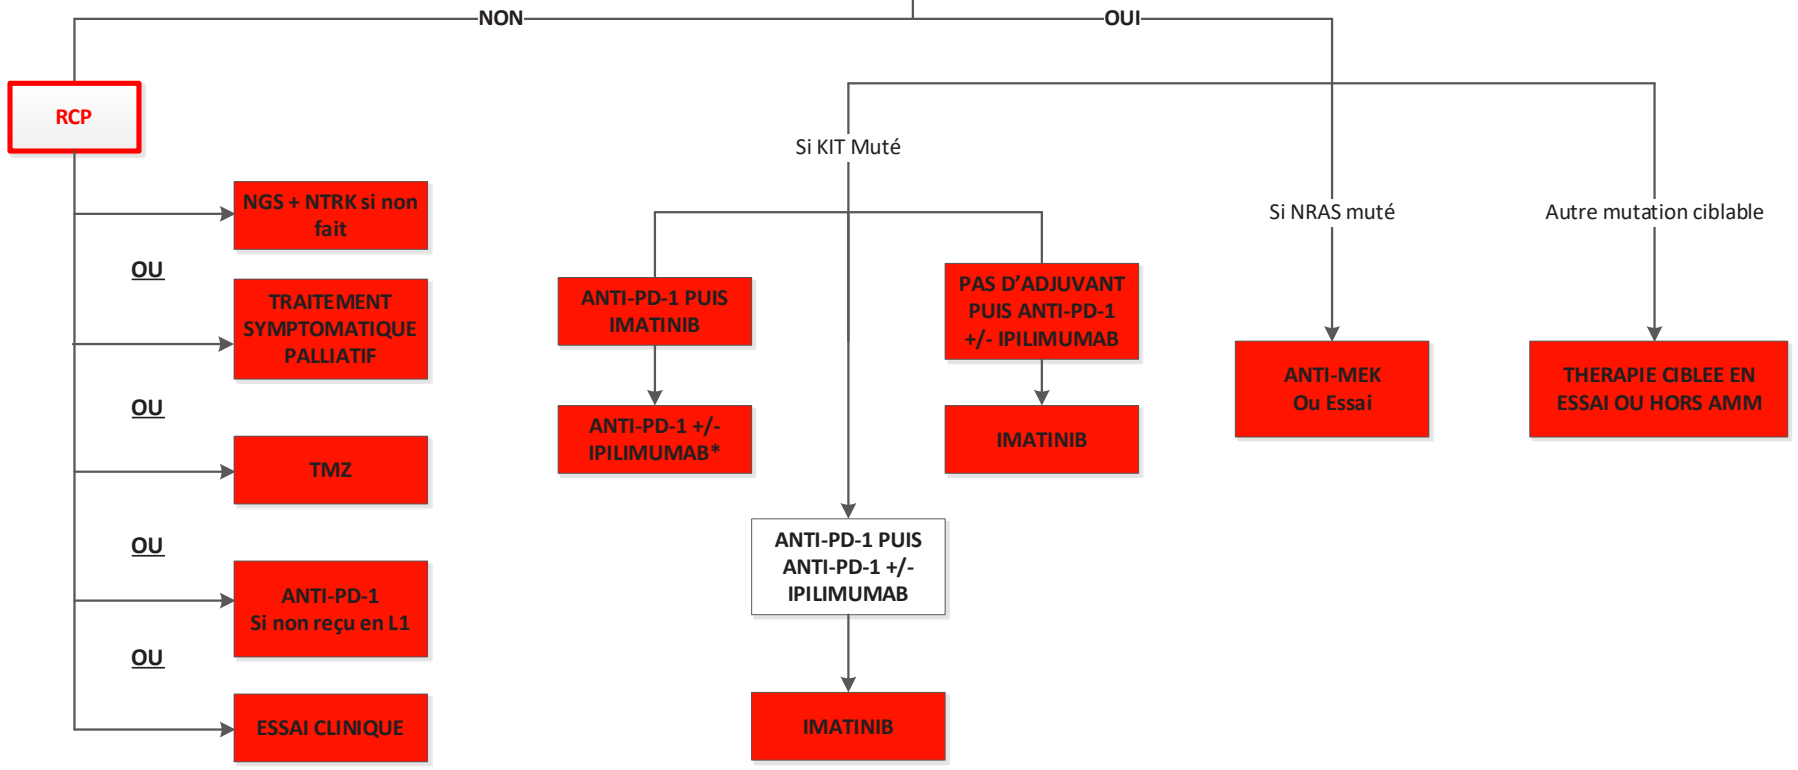 NON
OUI
RCP
NGS + NTRK si non
fait
OU
TRAITEMENT
SYMPTOMATIQUE
PALLIATIF
OU
TMZ
OU
ANTI-PD-1
Si non reçu en L1
OU
ESSAI CLINIQUE
Si KIT Muté
ANTI-PD-1 PUIS
IMATINIB
ANTI-PD-1 +/-
IPILIMUMAB*
ANTI-PD-1 PUIS
ANTI-PD-1 +/-
IPILIMUMAB
IMATINIB
PAS D’ADJUVANT
PUIS ANTI-PD-1
+/- IPILIMUMAB
IMATINIB
Si NRAS muté
ANTI-MEK
Ou Essai
Autre mutation ciblable
THERAPIE CIBLEE EN
ESSAI OU HORS AMM